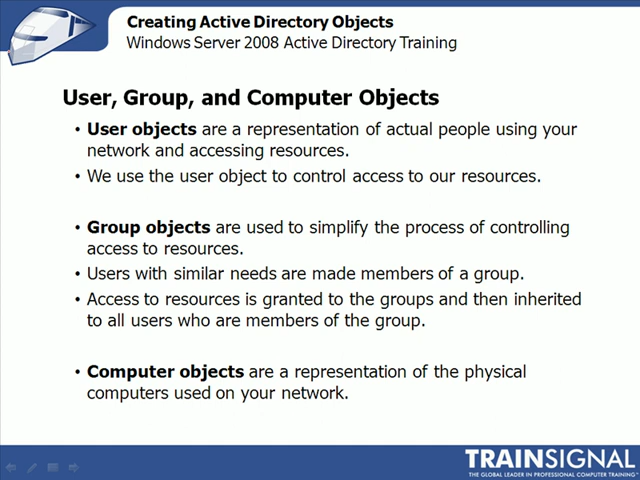 Creating Active Directory Objects
Windows Server 2008 Active Directory Training
User, Group, and Computer Objects
• User objects are a representation of actual people using your
network and accessing resources.
• We use the user object to control access to our resources.
• Group objects are used to simplify the process of controlling
access to resources.
• Users with similar needs are made members of a group.
• Access to resources is granted to the groups and then inherited
to all users who are members of the group.
• Computer objects are a representation of the physical
computers used on your network.
TRAINSIGNAL
THE GLOBAL LEADER IN PROFESSIONAL COMPUTER TRAINING